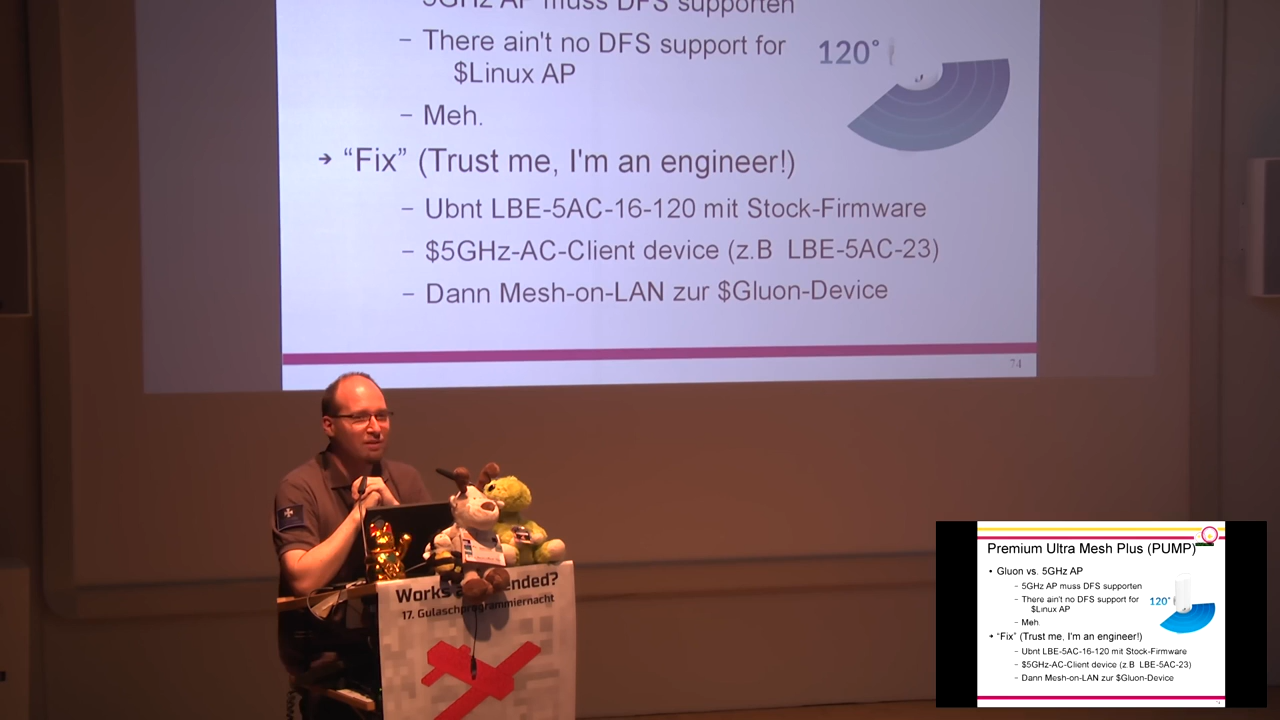 5GHz AP muss DFS supporten
– There ain't no DFS support for
$Linux AP
120°
– Meh.
➔ “Fix” (Trust me, I'm an engineer!)
– Ubnt LBE-5AC-16-120 mit Stock-Firmware
– $5GHz-AC-Client device (z.B LBE-5AC-23)
– Dann Mesh-on-LAN zur $Gluon-Device
74
Works a ended?
17. Gulaschprogrammiernacht
Premium Ultra Mesh Plus (PUMP)
• Gluon vs. 5GHz AP
– 5GHz AP muss DFS supporten
– There ain't no DFS support for
$Linux AP
120°
– Meh.
➔ “Fix” (Trust me, I'm an engineer!)
– Ubnt LBE-5AC-16-120 mit Stock-Firmware
– $5GHz-AC-Client device (z.B LBE-5AC-23)
– Dann Mesh-on-LAN zur $Gluon-Device